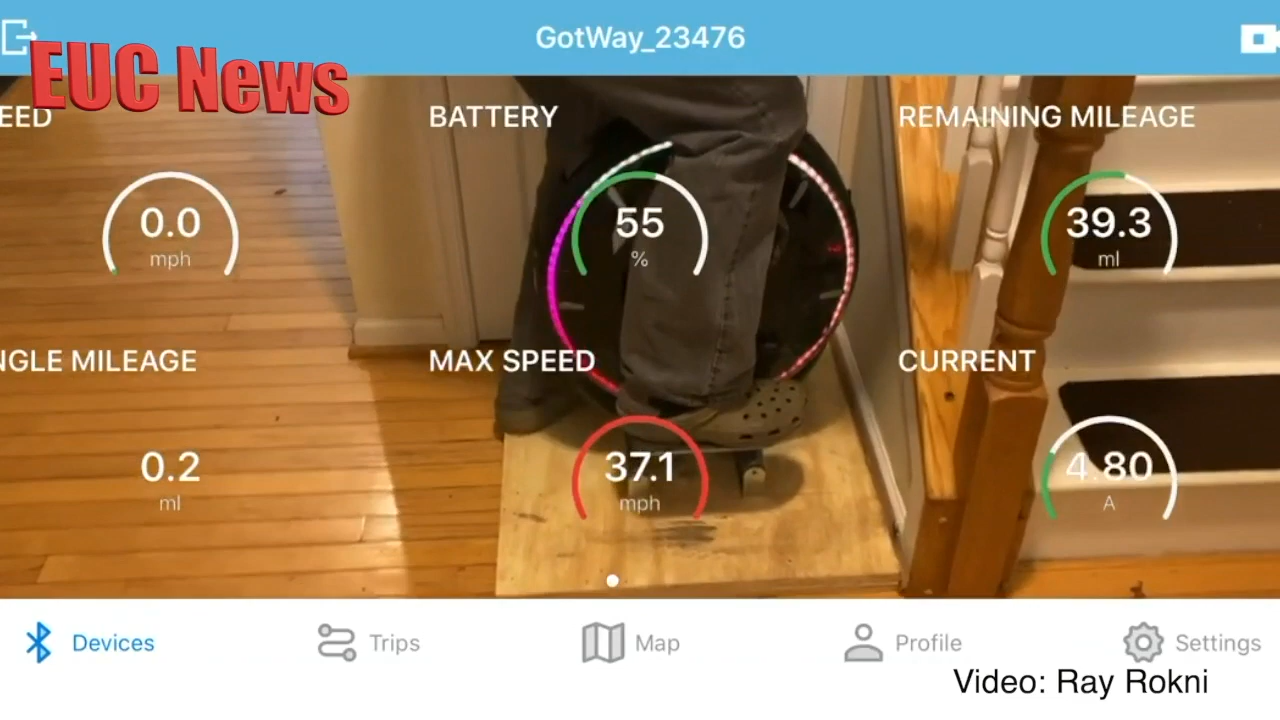 GotWay_23476
EUC News
EED
BATTERY
REMAINING MILEAGE
0.0
mph
55
%
39.3
ml
NGLE MILEAGE
MAX SPEED
CURRENT
0.2
ml
37.1
mph
4.80
A
Devices
Trips
Map
Profile
Settings
Video: Ray Rokni